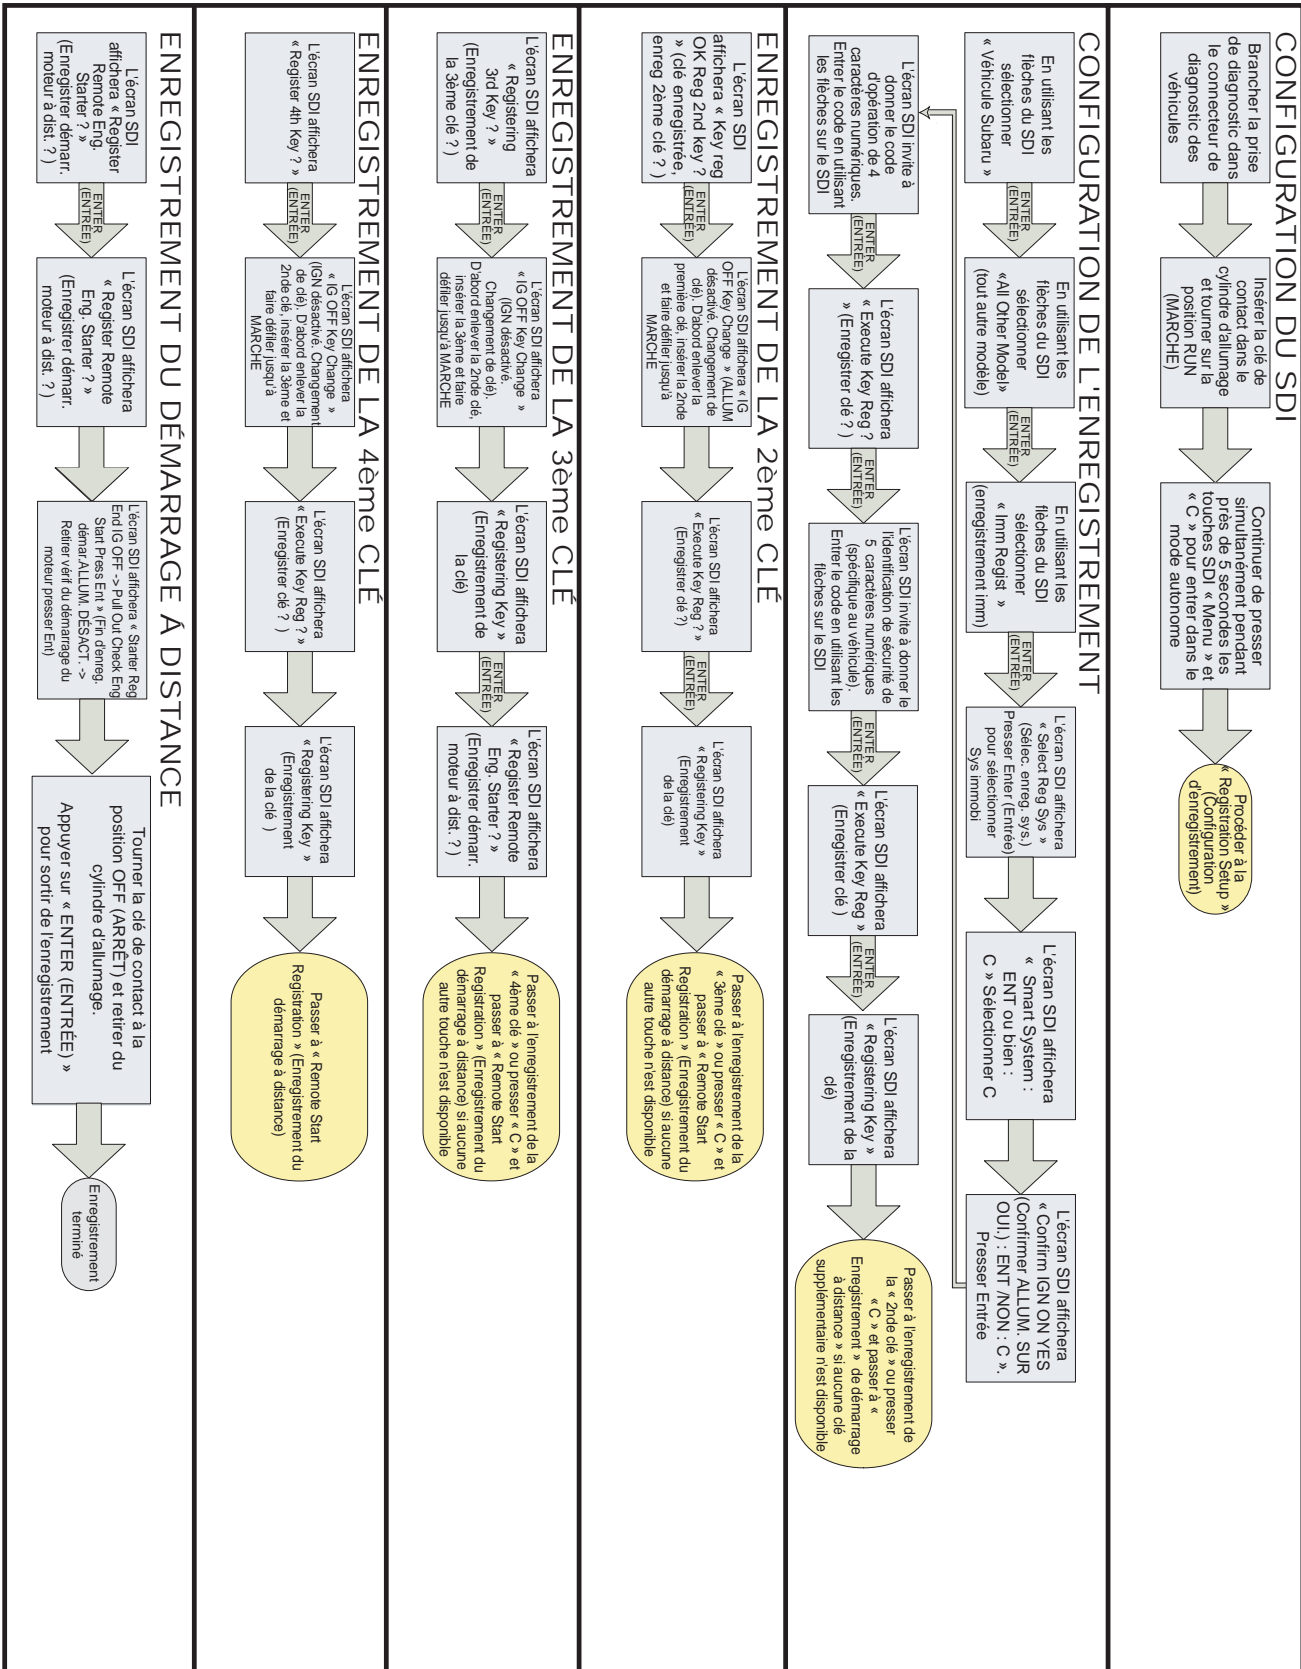 CONFIGURATION DU SDI
Brancher la prise
de diagnostic dans
le connecteur de
diagnostic des
véhicules
Insérer la clé de
contact dans le
cylindre d'allumage
et tourner sur la
position RUN
(MARCHE)
Continuer de presser
simultanément pendant
près de 5 secondes les
touches SDI « Menu » et
« C » pour entrer dans le
mode autonome
Procéder à la
« Registration Setup »
(Configuration
d'enregistrement)
CONFIGURATION DE L'ENREGISTREMENT
En utilisant les
flèches du SDI
sélectionner
« Véhicule Subaru »
ENTER
(ENTRÉE)
En utilisant les
flèches du SDI
sélectionner
«All Other Model»
(tout autre modèle)
ENTER
(ENTRÉE)
En utilisant les
flèches du SDI
sélectionner
« Imm Regist »
(enregistrement imm)
ENTER
(ENTRÉE)
L'écran SDI affichera
« Select Reg Sys »
(Sélec. enreg. sys.)
Presser Enter (Entrée)
pour sélectionner
Sys immobi
L'écran SDI affichera
« Smart System :
ENT ou bien :
C » Sélectionner C
L'écran SDI affichera
« Confirm IGN ON YES
(Confirmer ALLUM. SUR
OUI.) : ENT /NON : C ».
Presser Entrée
L'écran SDI invite à
donner le code
d'opération de 4
caractères numériques.
Entrer le code en utilisant
les flèches sur le SDI
ENTER
(ENTRÉE)
L'écran SDI affichera
« Execute Key Reg ?
» (Enregistrer clé ? )
ENTER
(ENTRÉE)
L'écran SDI invite à donner le
l'identification de sécurité de
5 caractères numériques
(spécifique au véhicule).
Entrer le code en utilisant les
flèches sur le SDI
ENTER
(ENTRÉE)
L'écran SDI affichera
« Execute Key Reg »
(Enregistrer clé )
ENTER
(ENTRÉE)
L'écran SDI affichera
« Registering Key »
(Enregistrement de la
clé)
Passer à l'enregistrement de
la « 2nde clé » ou presser
« C » et passer à «
Enregistrement » de démarrage
à distance » si aucune clé
supplémentaire n'est disponible
ENREGISTREMENT DE LA 2ème CLÉ
L'écran SDI
affichera « Key reg
OK Reg 2nd key ?
» (clé enregistrée,
enreg 2ème clé ? )
ENTER
(ENTRÉE)
L'écran SDI affichera « IG
OFF Key Change » (ALLUM
désactivé, Changement de
clé). D'abord enlever la
première clé, insérer la 2nde
et faire défiler jusqu'à
MARCHE
L'écran SDI affichera
« Execute Key Reg ? »
(Enregistrer clé ?)
ENTER
(ENTRÉE)
L'écran SDI affichera
« Registering Key »
(Enregistrement
de la clé)
Passer à l'enregistrement de la
« 3ème clé » ou presser « C » et
passer à « Remote Start
Registration » (Enregistrement du
démarrage à distance) si aucune
autre touche n'est disponible
ENREGISTREMENT DE LA 3ème CLÉ
L'écran SDI affichera
« Registering
3rd Key ? »
(Enregistrement de
la 3ème clé ? )
ENTER
(ENTRÉE)
L'écran SDI affichera
« IG OFF Key Change »
(IGN désactivé.
Changement de clé).
D'abord enlever la 2nde clé,
insérer la 3ème et faire
défiler jusqu'à MARCHE
L'écran SDI affichera
« Registering Key »
(Enregistrement de
la clé)
ENTER
(ENTRÉE)
L'écran SDI affichera
« Register Remote
Eng. Starter ? »
(Enregistrer démarr.
moteur à dist. ? )
Passer à l'enregistrement de la
« 4ème clé » ou presser « C » et
passer à « Remote Start
Registration » (Enregistrement du
démarrage à distance) si aucune
autre touche n'est disponible
ENREGISTREMENT DE LA 4ème CLÉ
L'écran SDI affichera
« Register 4th Key ? »
ENTER
(ENTRÉE)
L'écran SDI affichera
« IG OFF Key Change »
(IGN désactivé. Changement
de clé). D'abord enlever la
2nde clé, insérer la 3ème et
faire défiler jusqu'à
MARCHE
L'écran SDI affichera
« Execute Key Reg ? »
(Enregistrer clé ? )
L'écran SDI affichera
« Registering Key »
(Enregistrement
de la clé )
Passer à « Remote Start
Registration » (Enregistrement du
démarrage à distance)
ENREGISTREMENT DU DÉMARRAGE Á DISTANCE
L'écran SDI
affichera « Register
Remote Eng.
Starter ? »
(Enregistrer démarr.
moteur à dist. ? )
ENTER
(ENTRÉE)
L'écran SDI affichera
« Register Remote
Eng. Starter ? »
(Enregistrer démarr.
moteur à dist. ? )
L'écran SDI affichera « Starter Reg
End IG OFF -> Pull Out Check Eng
Start Press Ent » (Fin d'enreg.
démar.ALLUM. DÉSACT. ->
Retirer vérif du démarrage du
moteur presser Ent)
Tourner la clé de contact à la
position OFF (ARRÊT) et retirer du
cylindre d'allumage.
Appuyer sur « ENTER (ENTRÉE) »
pour sortir de l'enregistrement
Enregistrement
terminé